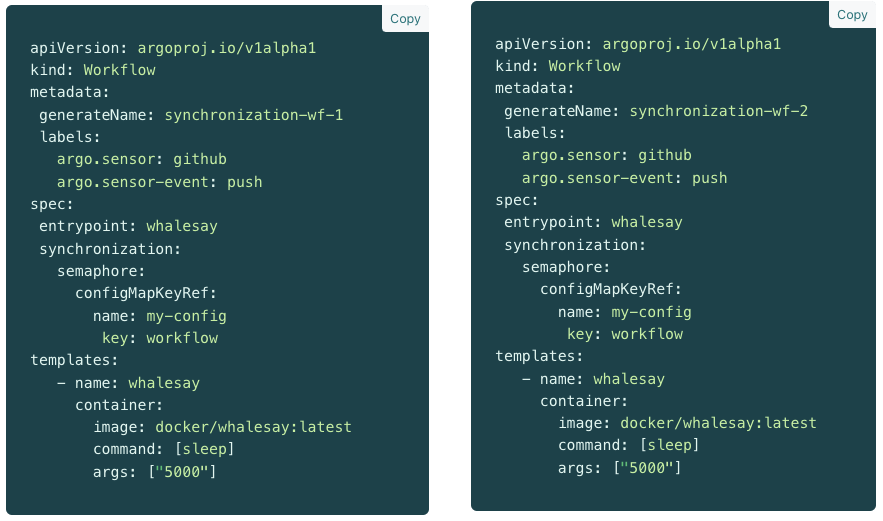 Copy
apiVersion: argoproj.io/v1alpha1
kind: Workflow
metadata:
 generateName: synchronization-wf-1
 labels:
   argo.sensor: github
   argo.sensor-event: push
spec:
 entrypoint: whalesay
 synchronization:
   semaphore:
     configMapKeyRef:
       name: my-config
        key: workflow
templates:
   - name: whalesay
     container:
       image: docker/whalesay:latest
       command: [sleep]
       args: ["5000"]
Copy
apiVersion: argoproj.io/v1alpha1
kind: Workflow
metadata:
 generateName: synchronization-wf-2
 labels:
   argo.sensor: github
   argo.sensor-event: push
spec:
 entrypoint: whalesay
 synchronization:
   semaphore:
     configMapKeyRef:
       name: my-config
        key: workflow
templates:
   - name: whalesay
     container:
       image: docker/whalesay:latest
       command: [sleep]
       args: ["5000"]